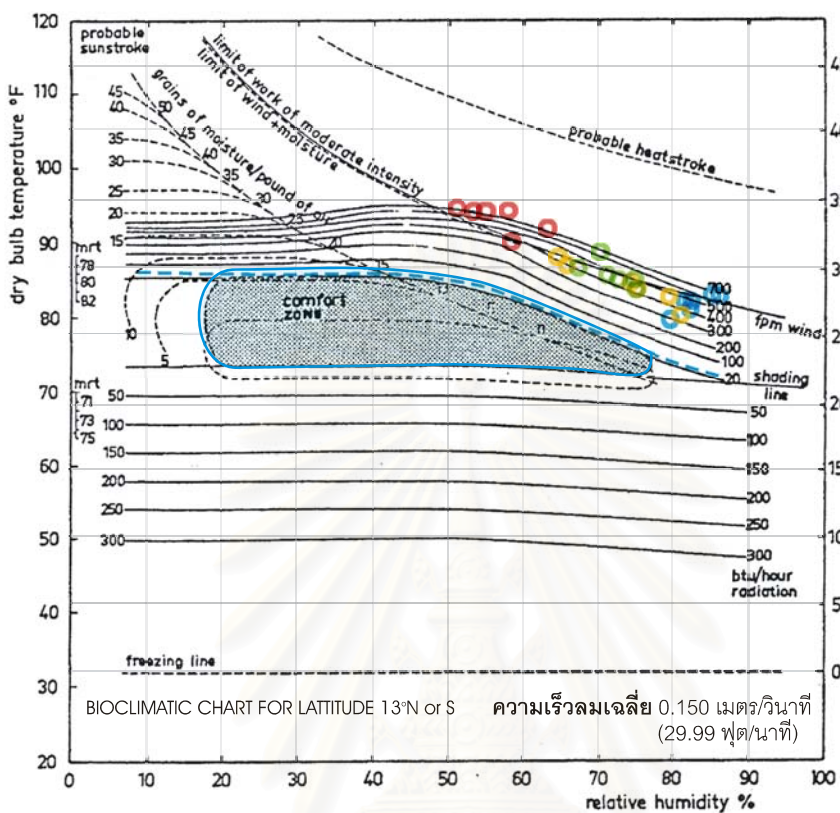 120
110
100
90
80
70
60
50
40
30
20
dry bulb temperature °F
probable
sunstroke
limit of work of moderate intensity
limit of wind+moisture
grains of moisture/pound of air
probable heatstroke
45
40
35
30
25
20
15
10
5
50
45
40
35
30
25
20
15
mrt
78
80
82
comfort
ZONE
700
400
300
200
100
20
fpm wind
shading
line
mrt
71
73
75
50
100
150
200
250
300
50
100
150
200
250
300
btu/hour
radiation
freezing line
BIOCLIMATIC CHART FOR LATTITUDE 13°N or S
ความเร็วลมเฉลี่ย 0.150 เมตร/วินาที
(29.99 ฟุต/นาที)
0 10 20 30 40 50 60 70 80 90 100
relative humidity %